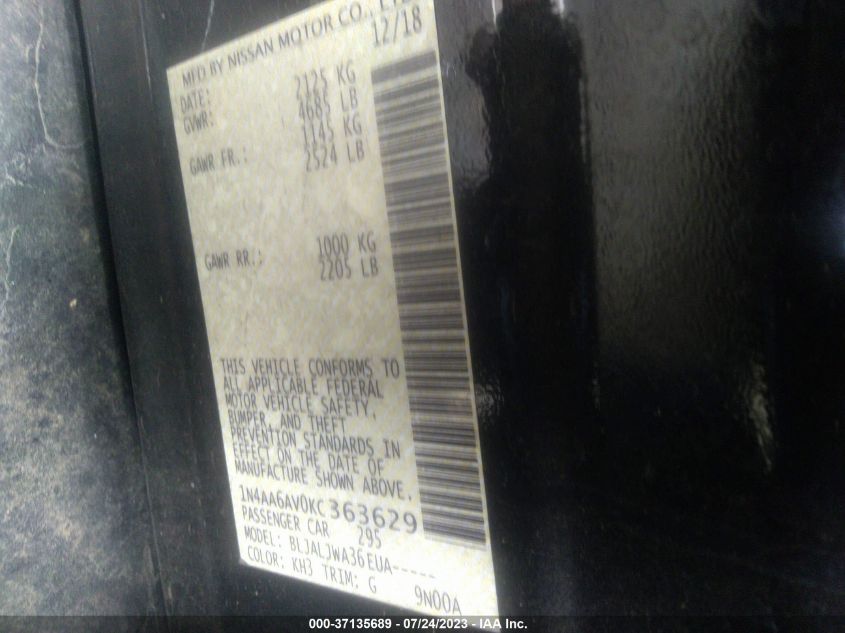 MFD BY NISSAN MOTOR CO., LTD
DATE: 12/18
GVWR: 2125 KG
4685 LB
GAWR FR.: 1145 KG
2524 LB
GAWR RR.: 1000 KG
2205 LB
THIS VEHICLE CONFORMS TO
ALL APPLICABLE FEDERAL
MOTOR VEHICLE SAFETY,
BUMPER, AND THEFT
PREVENTION STANDARDS IN
EFFECT ON THE DATE OF
MANUFACTURE SHOWN ABOVE.
1N4AA6AV0KC363629
PASSENGER CAR 295
MODEL: BLJALJWA36EUA-----
COLOR: KH3 TRIM: G 9N00A
000-37135689 - 07/24/2023 - IAA Inc.